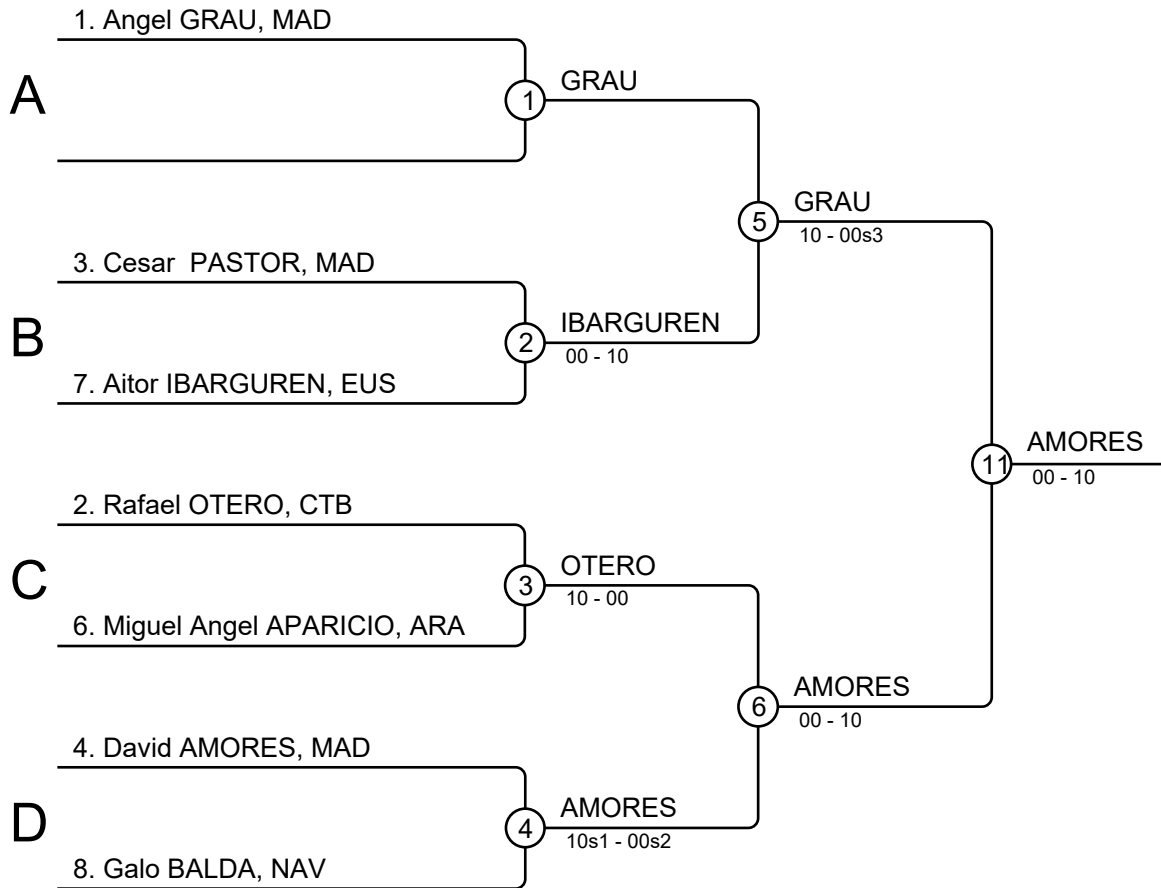 1. Angel GRAU, MAD
A
1
GRAU
5
GRAU
10 - 00s3
3. Cesar  PASTOR, MAD
B
2
IBARGUREN
00 - 10
7. Aitor IBARGUREN, EUS
11
AMORES
00 - 10
2. Rafael OTERO, CTB
C
3
OTERO
10 - 00
6. Miguel Angel APARICIO, ARA
6
AMORES
00 - 10
4. David AMORES, MAD
D
4
AMORES
10s1 - 00s2
8. Galo BALDA, NAV